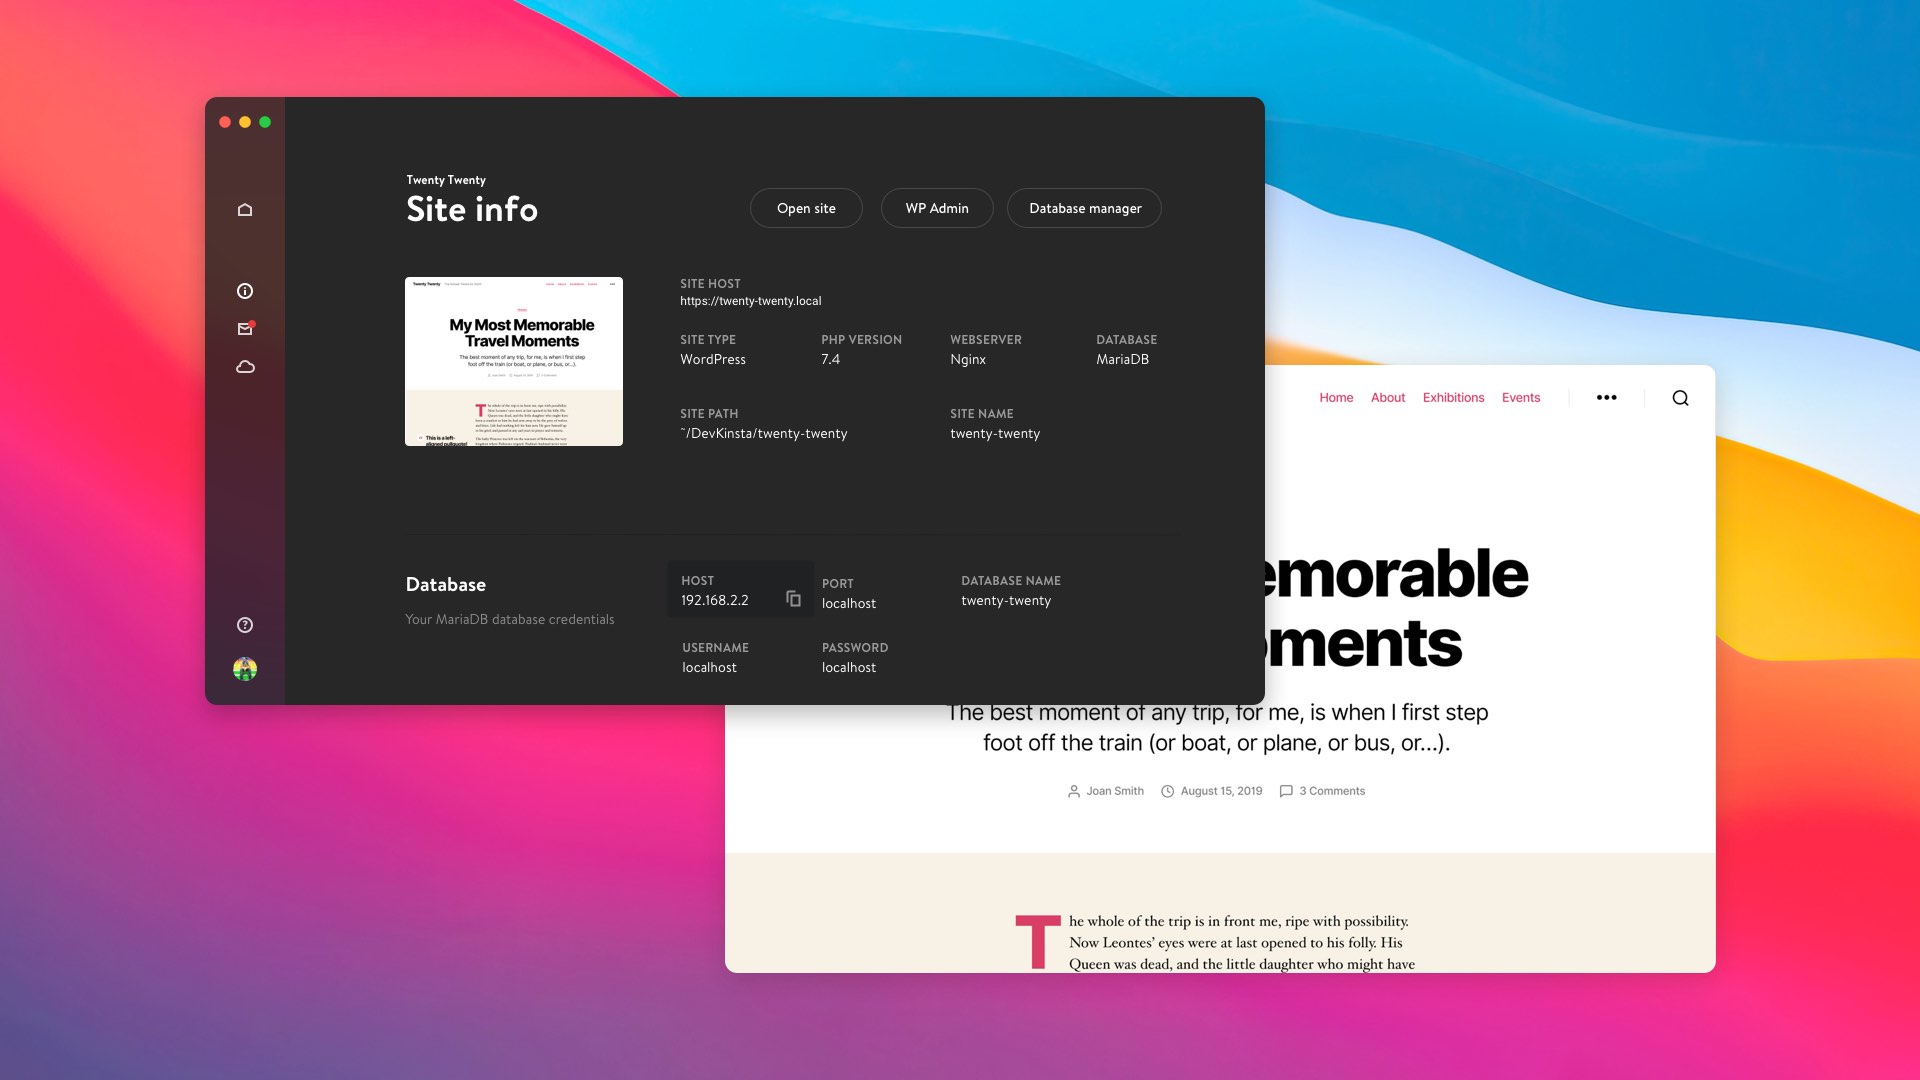 Twenty Twenty
Site info
Open site
WP Admin
Database manager
Twenty Twenty
My Most Memorable
Travel Moments
The best moment of any trip, for me, is when I first step
foot off the train (or boat, or plane, or bus, or...).
T
This is a left-
aligned pullquote!
SITE HOST
https://twenty-twenty.local
SITE TYPE
WordPress
PHP VERSION
7.4
WEBSERVER
Nginx
DATABASE
MariaDB
SITE PATH
~/DevKinsta/twenty-twenty
SITE NAME
twenty-twenty
Database
Your MariaDB database credentials
HOST
192.168.2.2
PORT
localhost
DATABASE NAME
twenty-twenty
USERNAME
localhost
PASSWORD
localhost
Home About Exhibitions Events
emorable
ments
The best moment of any trip, for me, is when I first step
foot off the train (or boat, or plane, or bus, or...).
Joan Smith August 15, 2019 3 Comments
The whole of the trip is in front me, ripe with possibility.
Now Leontes’ eyes were at last opened to his folly. His
Queen was dead, and the little daughter who might have